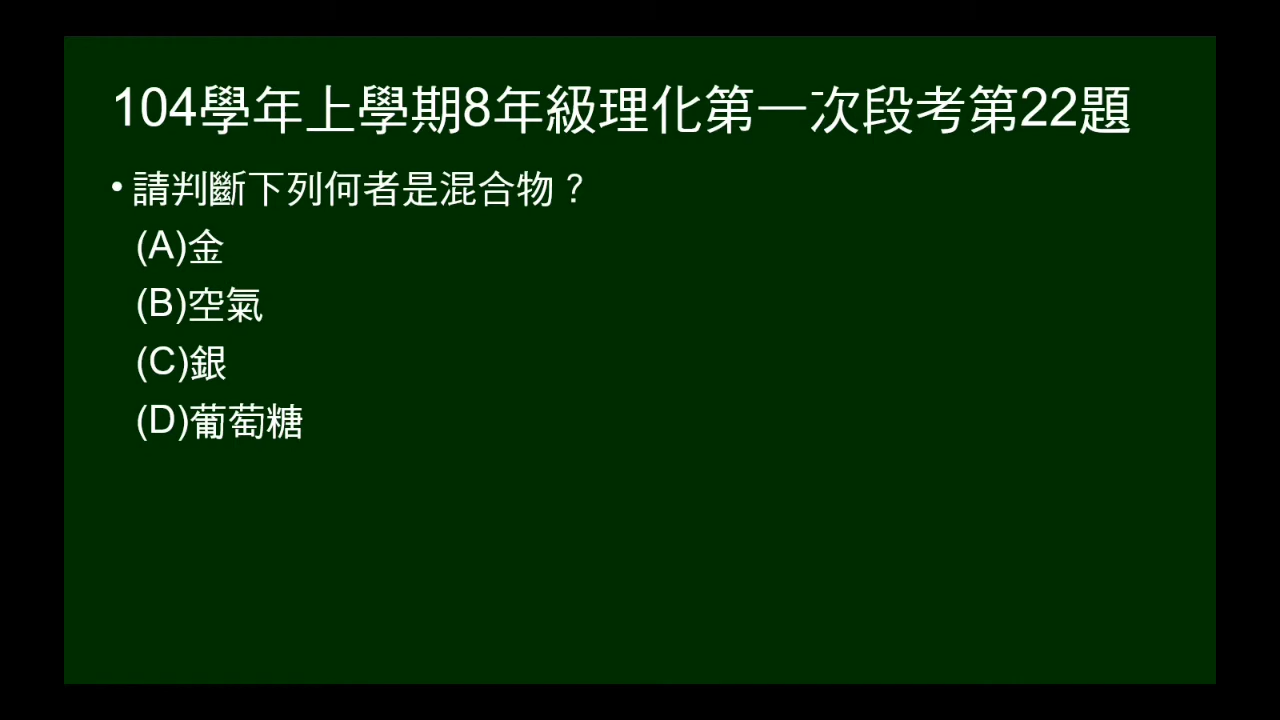 104學年上學期8年級理化第一次段考第22題
•請判斷下列何者是混合物？
(A)金
(B)空氣
(C)銀
(D)葡萄糖